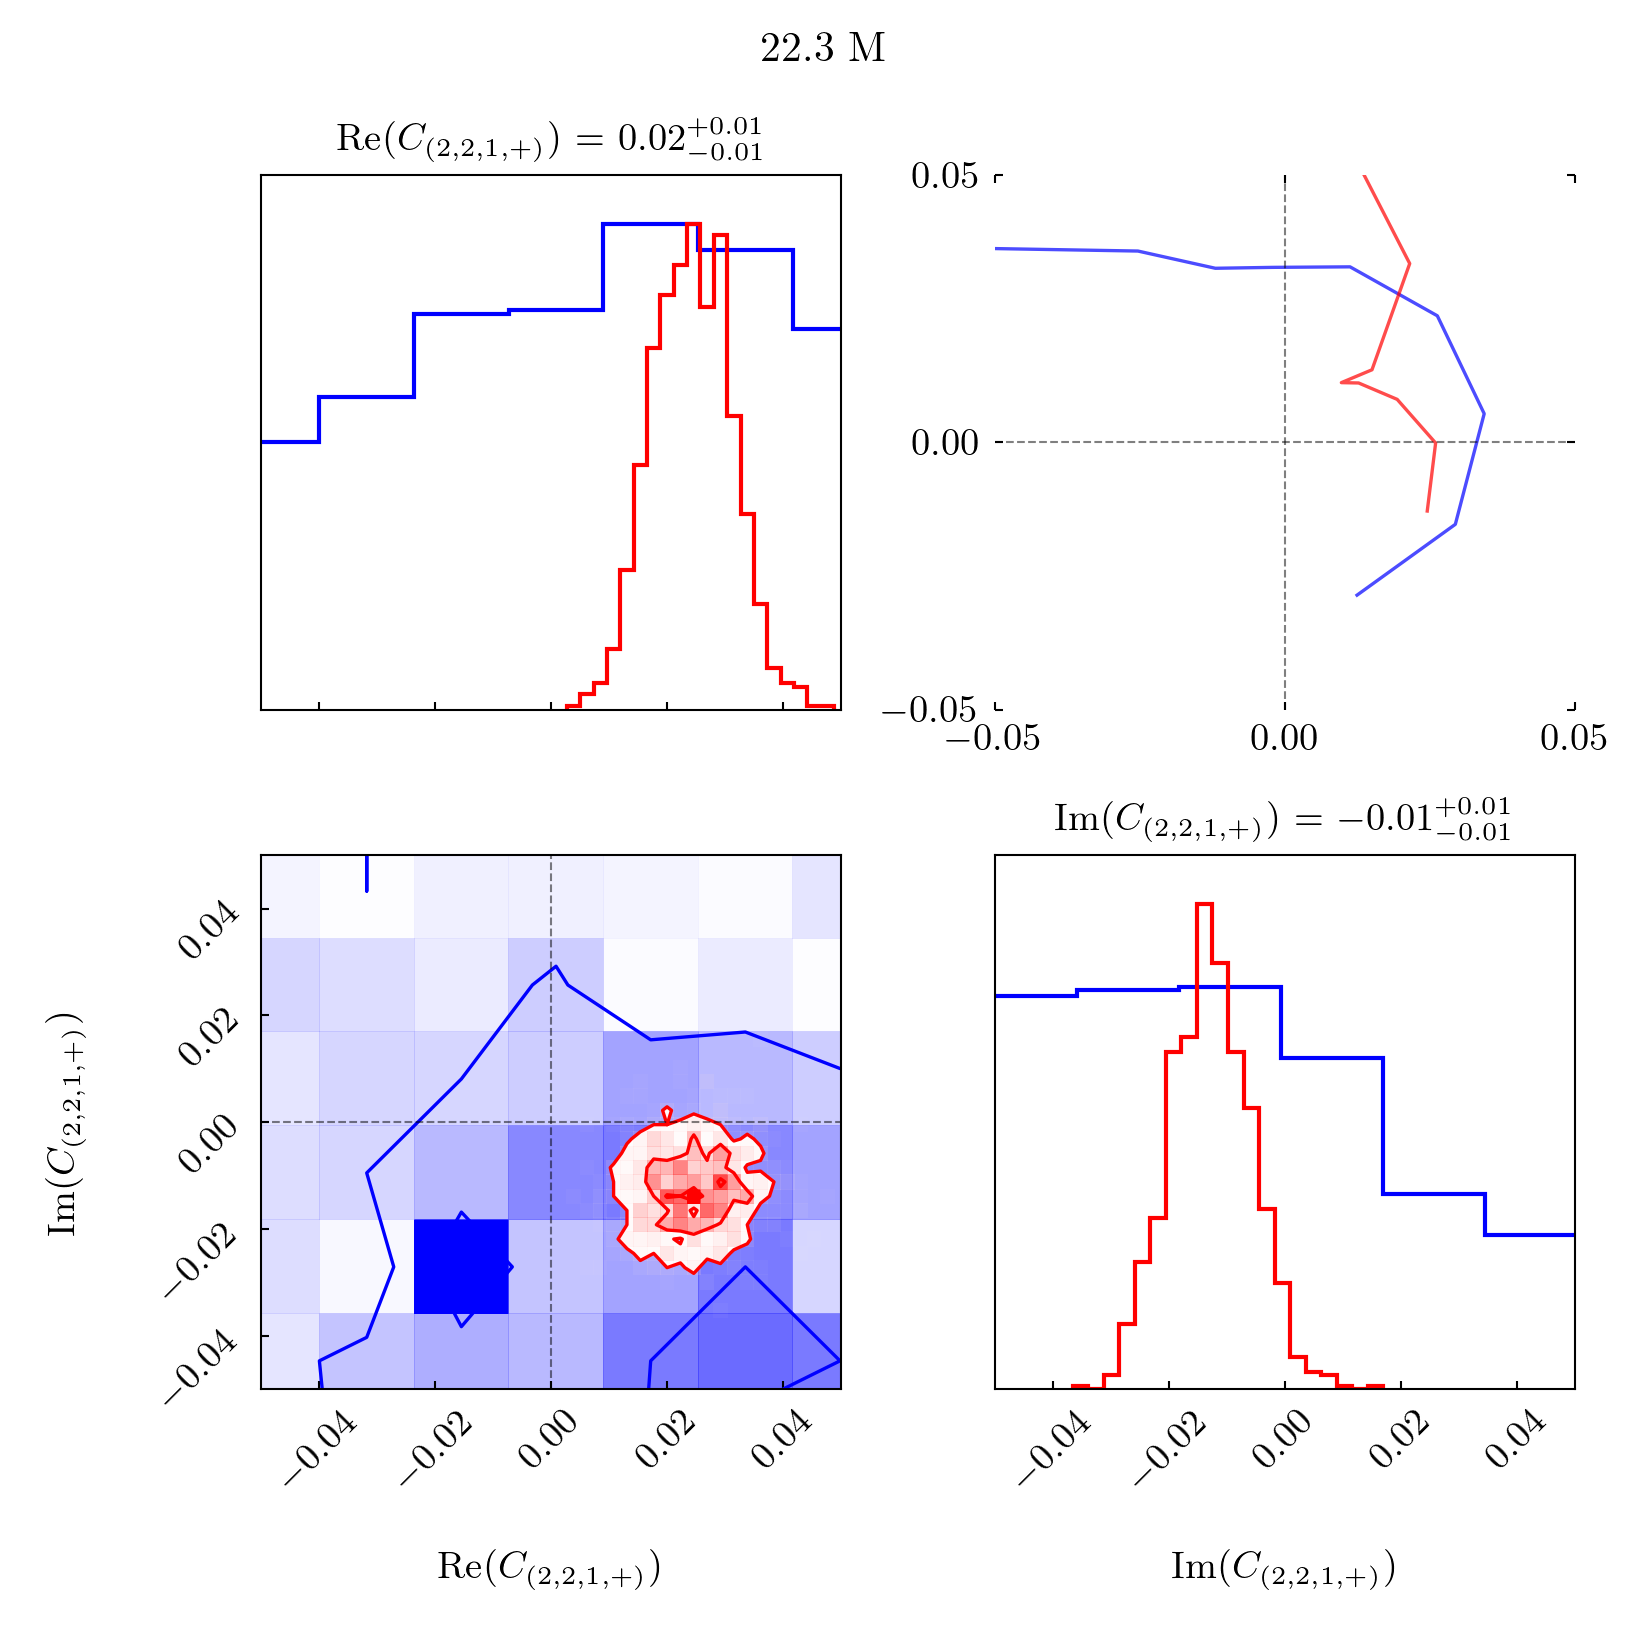 22.3 M
Re(C₍₂,₂,₁,₊₎) = 0.02⁺⁰·⁰¹₋₀.₀₁
0.05
0.00
−0.05
−0.05 0.00 0.05
Im(C₍₂,₂,₁,₊₎) = −0.01⁺⁰·⁰¹₋₀.₀₁
Im(C₍₂,₂,₁,₊₎)
0.04
0.02
0.00
−0.02
−0.04
−0.04 −0.02 0.00 0.02 0.04
−0.04 −0.02 0.00 0.02 0.04
Re(C₍₂,₂,₁,₊₎)
Im(C₍₂,₂,₁,₊₎)